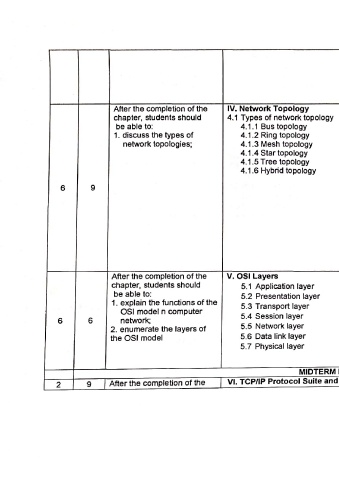 After the completion of the
chapter, students should
be able to:
1. discuss the types of
network topologies;
IV. Network Topology
4.1 Types of network topology
4.1.1 Bus topology
4.1.2 Ring topology
4.1.3 Mesh topology
4.1.4 Star topology
4.1.5 Tree topology
4.1.6 Hybrid topology
6
9
After the completion of the
chapter, students should
be able to:
1. explain the functions of the
OSI model n computer
network;
2. enumerate the layers of
the OSI model
V. OSI Layers
5.1 Application layer
5.2 Presentation layer
5.3 Transport layer
5.4 Session layer
5.5 Network layer
5.6 Data link layer
5.7 Physical layer
6
6
MIDTERM
2
9
After the completion of the
VI. TCP/IP Protocol Suite and